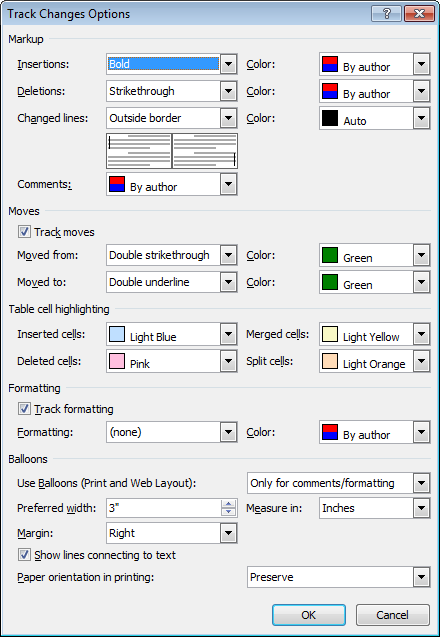 Track Changes Options
Markup
Insertions: Bold Color: By author
Deletions: Strikethrough Color: By author
Changed lines: Outside border Color: Auto
Comments: By author
Moves
Track moves
Moved from: Double strikethrough Color: Green
Moved to: Double underline Color: Green
Table cell highlighting
Inserted cells: Light Blue Merged cells: Light Yellow
Deleted cells: Pink Split cells: Light Orange
Formatting
Track formatting
Formatting: (none) Color: By author
Balloons
Use Balloons (Print and Web Layout): Only for comments/formatting
Preferred width: 3" Measure in: Inches
Margin: Right
Show lines connecting to text
Paper orientation in printing: Preserve
OK Cancel